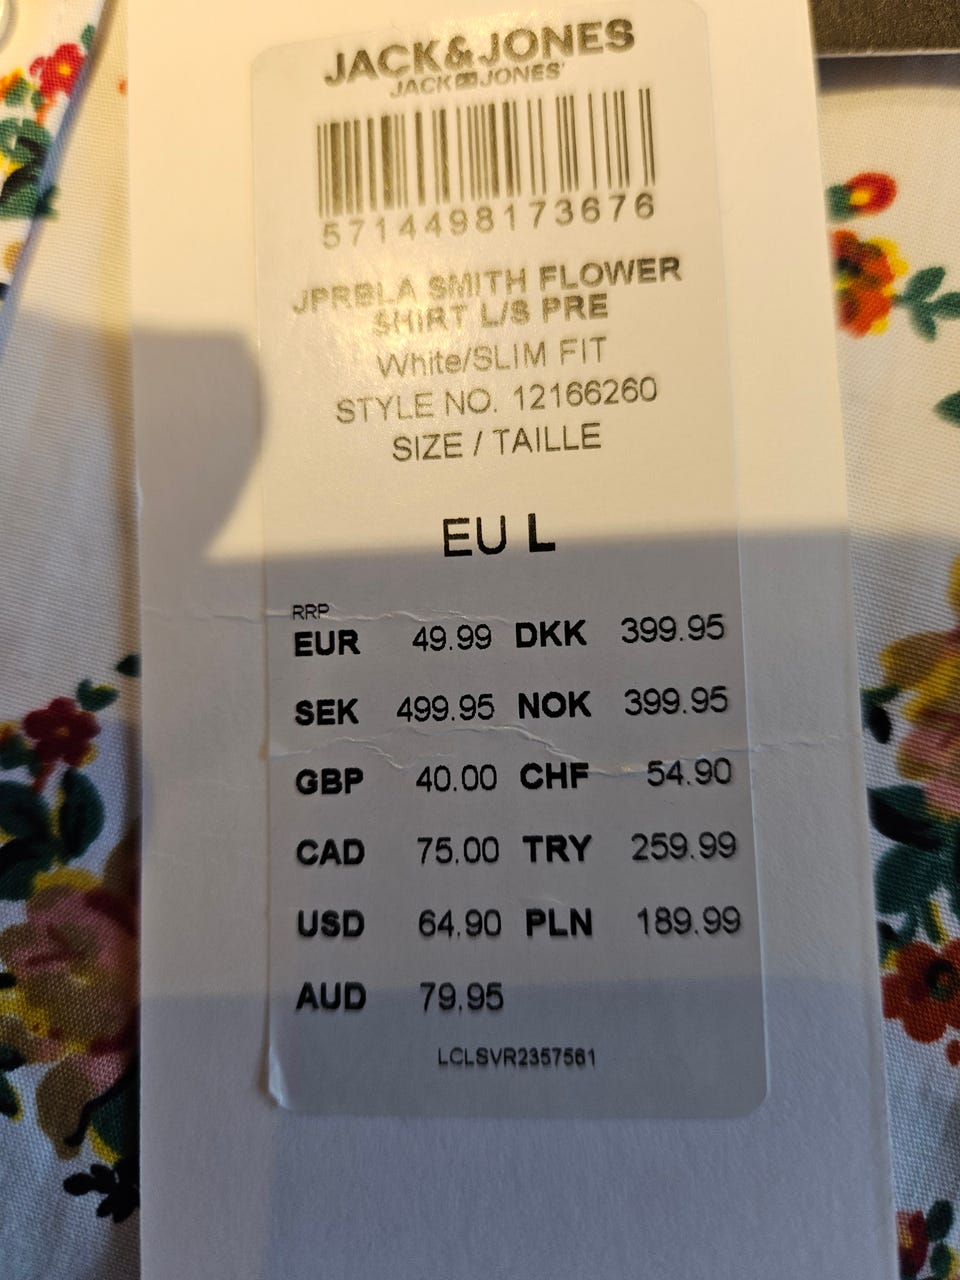 JACK&JONES
JACK & JONES®
5714498173676
JPRBLA SMITH FLOWER
SHIRT L/S PRE
White/SLIM FIT
STYLE NO. 12166260
SIZE / TAILLE
EU L
RRP
EUR 49.99 DKK 399.95
SEK 499.95 NOK 399.95
GBP 40.00 CHF 54.90
CAD 75.00 TRY 259.99
USD 64.90 PLN 189.99
AUD 79.95
LCLSVR2357561